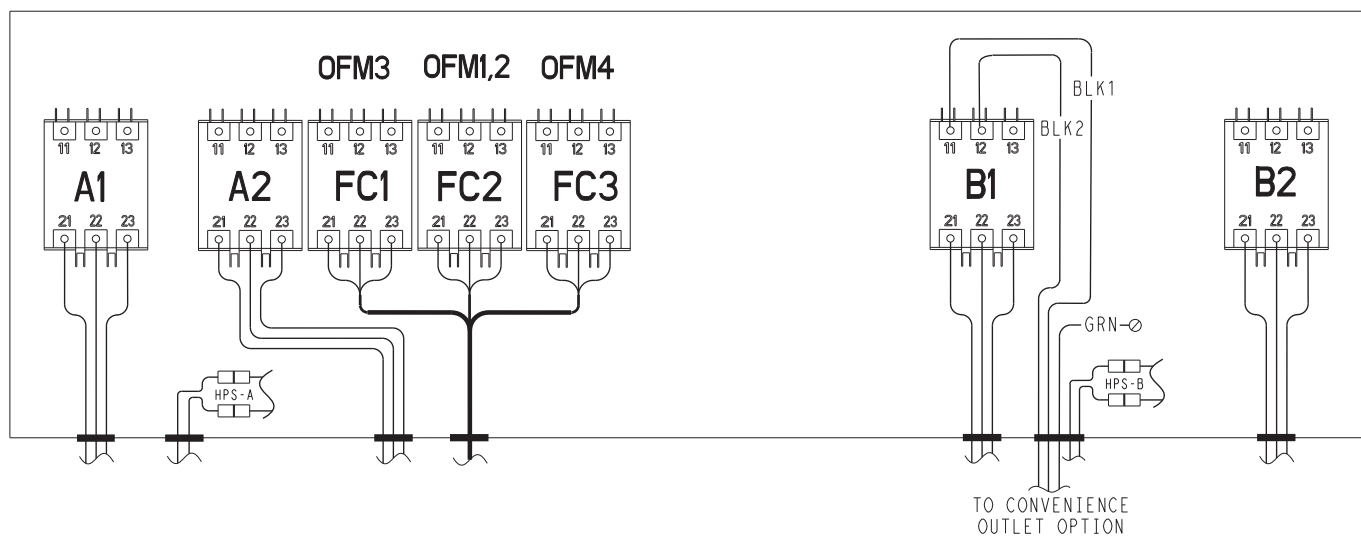 OFM3 OFM1,2 OFM4
BLK1
BLK2
11 12 13
A1
21 22 23
11 12 13
A2
21 22 23
11 12 13
FC1
21 22 23
11 12 13
FC2
21 22 23
11 12 13
FC3
21 22 23
11 12 13
B1
21 22 23
11 12 13
B2
21 22 23
GRN
HPS-A
HPS-B
TO CONVENIENCE
OUTLET OPTION